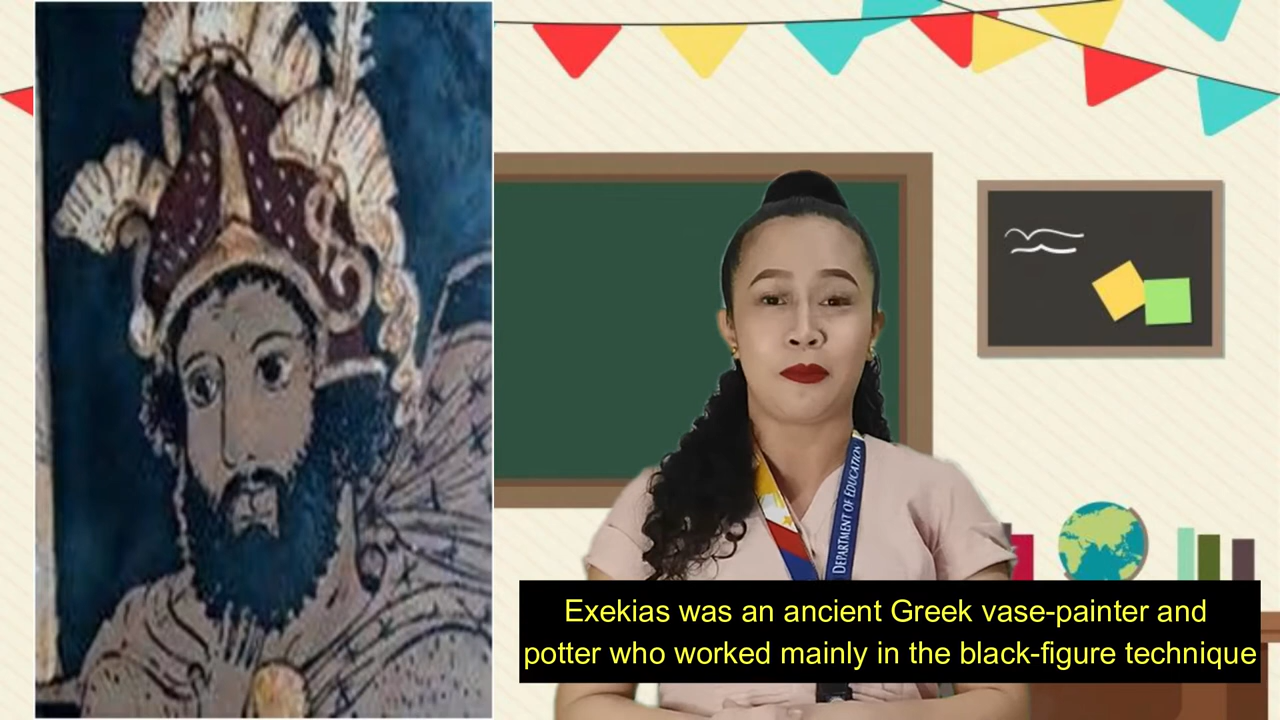 DEPARTMENT OF EDUCATION
Exekias was an ancient Greek vase-painter and
potter who worked mainly in the black-figure technique